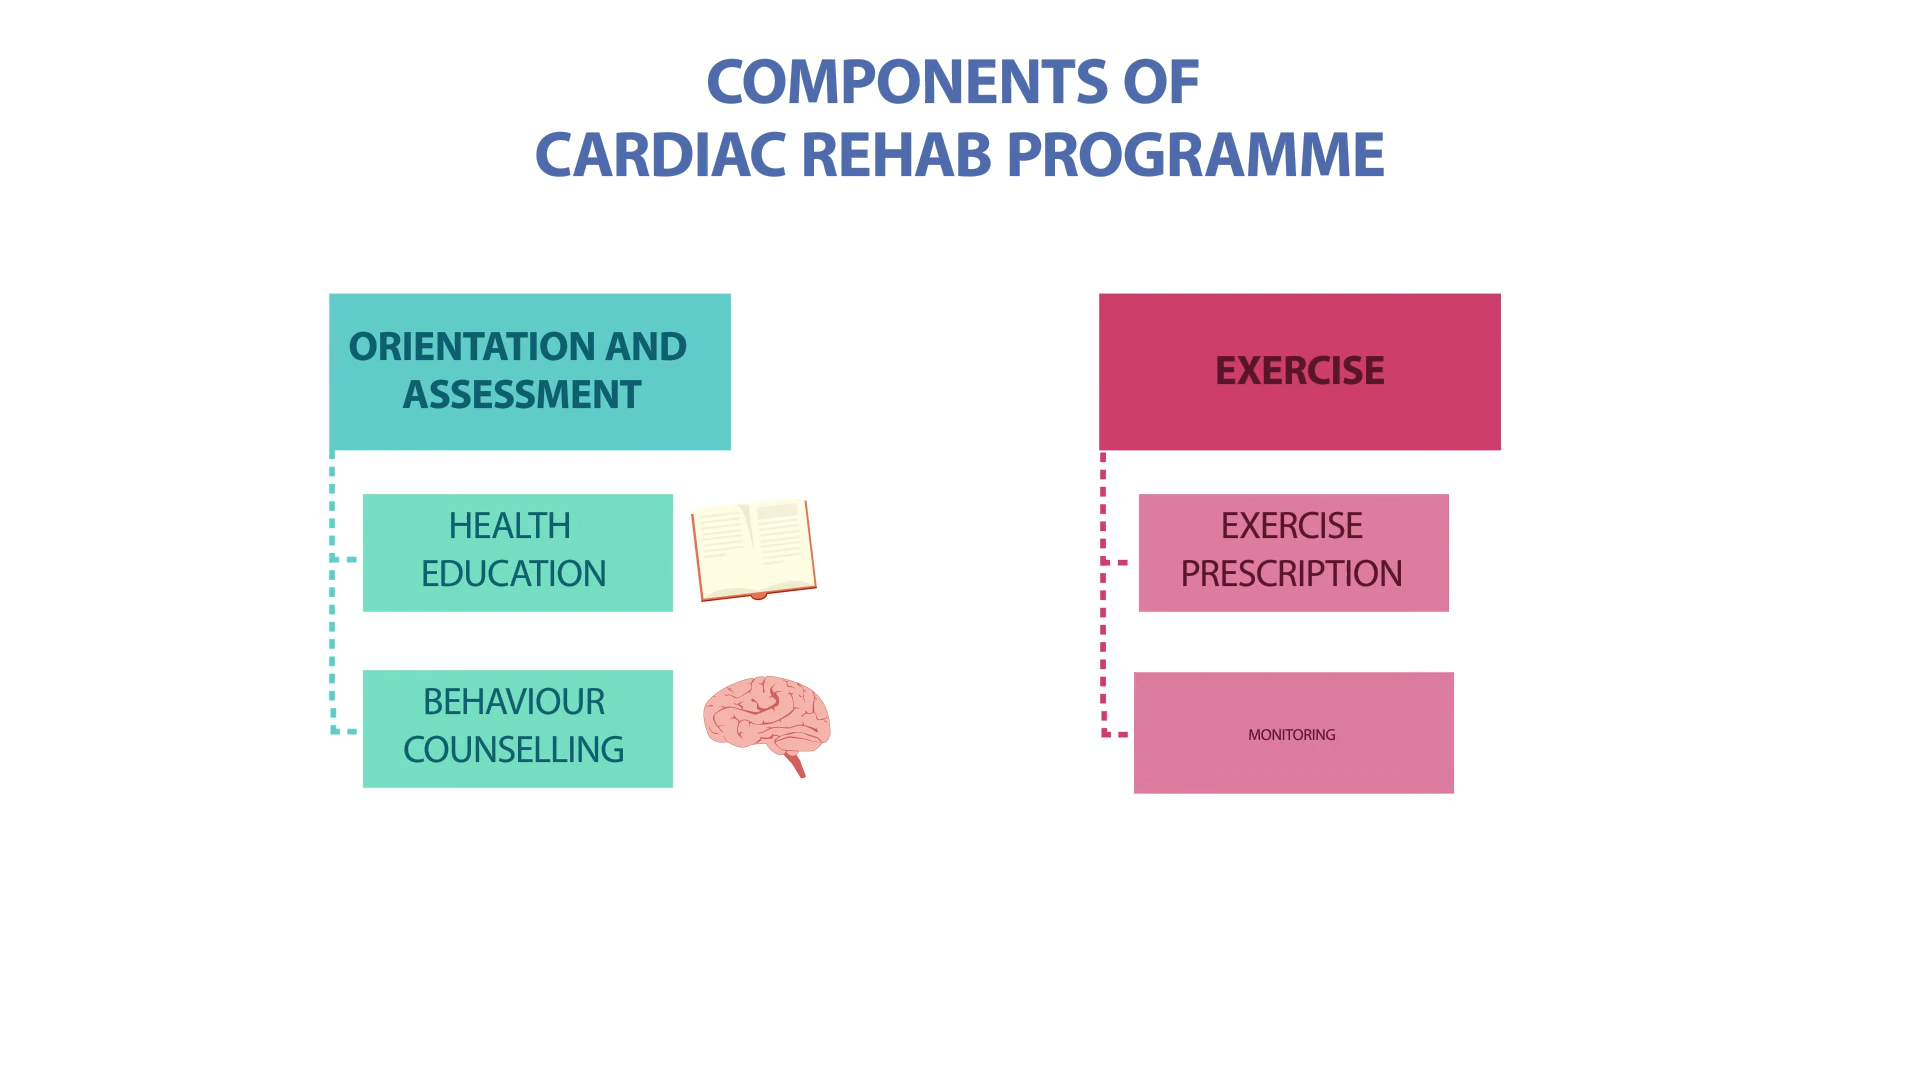 COMPONENTS OF
CARDIAC REHAB PROGRAMME
ORIENTATION AND
ASSESSMENT
HEALTH
EDUCATION
BEHAVIOUR
COUNSELLING
EXERCISE
EXERCISE
PRESCRIPTION
MONITORING